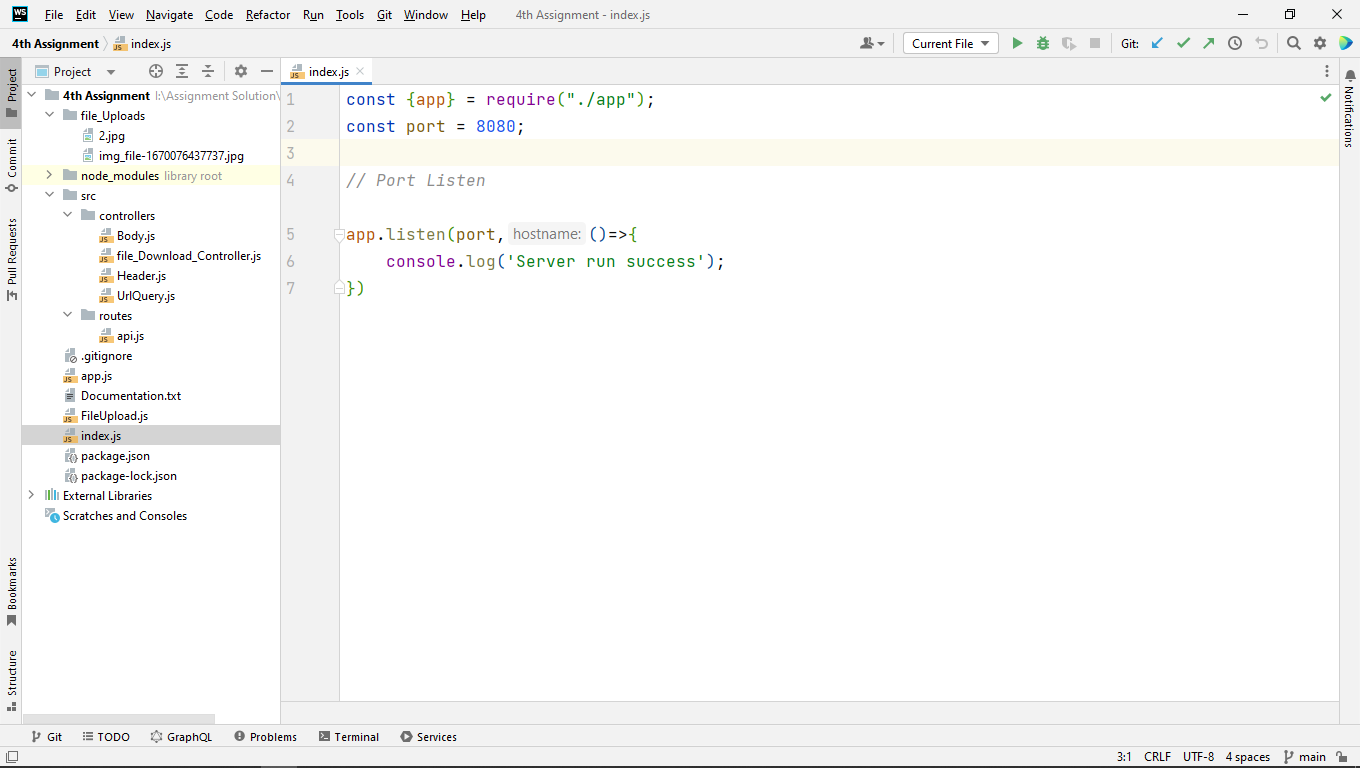 WS File Edit View Navigate Code Refactor Run Tools Git Window Help 4th Assignment - index.js
4th Assignment index.js Current File Git:
Project
index.js
Project
Commit
Pull Requests
Bookmarks
Structure
4th Assignment I:\Assignment Solution\
file_Uploads
2.jpg
img_file-1670076437737.jpg
node_modules library root
src
controllers
Body.js
file_Download_Controller.js
Header.js
UrlQuery.js
routes
api.js
.gitignore
app.js
Documentation.txt
FileUpload.js
index.js
package.json
package-lock.json
External Libraries
Scratches and Consoles
1 const {app} = require("./app");
2 const port = 8080;
3
4 // Port Listen
5 app.listen(port, hostname: ()=>{
6 console.log('Server run success');
7 })
Notifications
Git TODO GraphQL Problems Terminal Services
3:1 CRLF UTF-8 4 spaces main